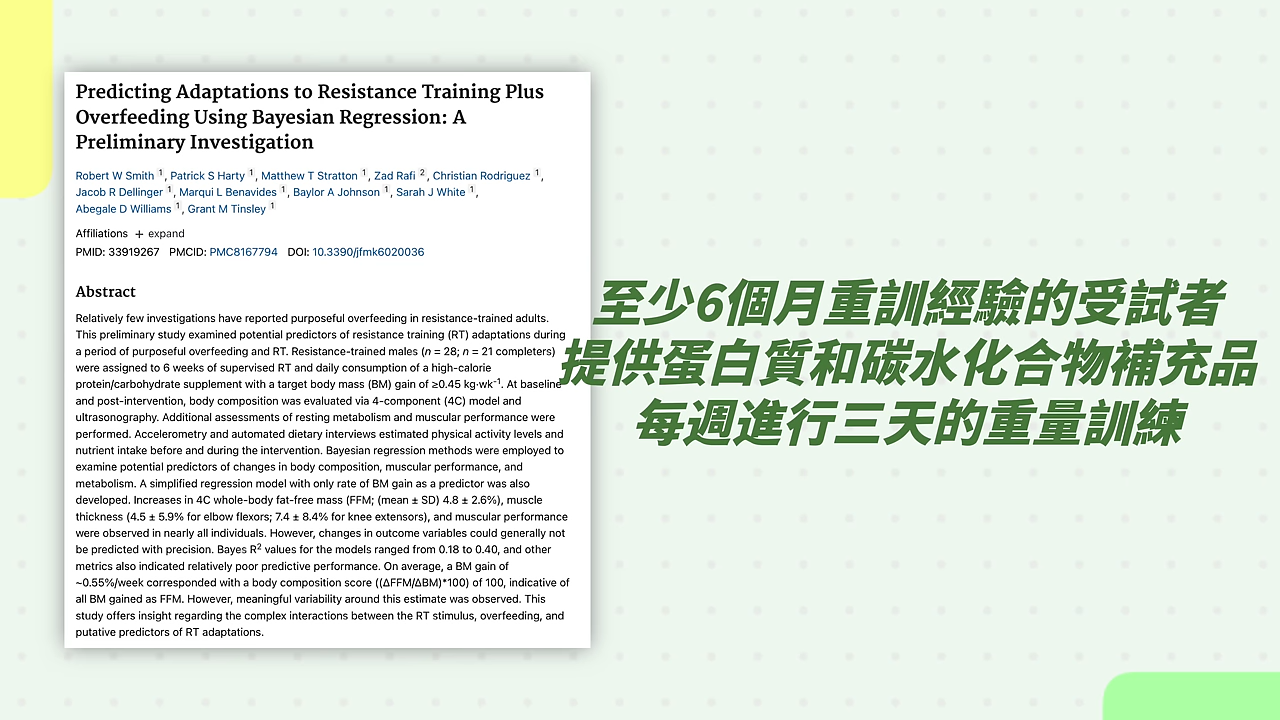 Predicting Adaptations to Resistance Training Plus
Overfeeding Using Bayesian Regression: A
Preliminary Investigation
Robert W Smith 1, Patrick S Harty 1, Matthew T Stratton 1, Zad Rafi 2, Christian Rodriguez 1,
Jacob R Dellinger 1, Marqui L Benavides 1, Baylor A Johnson 1, Sarah J White 1,
Abegale D Williams 1, Grant M Tinsley 1
Affiliations + expand
PMID: 33919267 PMCID: PMC8167794 DOI: 10.3390/jfmk6020036
Abstract
Relatively few investigations have reported purposeful overfeeding in resistance-trained adults.
This preliminary study examined potential predictors of resistance training (RT) adaptations during
a period of purposeful overfeeding and RT. Resistance-trained males (n = 28; n = 21 completers)
were assigned to 6 weeks of supervised RT and daily consumption of a high-calorie
protein/carbohydrate supplement with a target body mass (BM) gain of ≥0.45 kg·wk-1. At baseline
and post-intervention, body composition was evaluated via 4-component (4C) model and
ultrasonography. Additional assessments of resting metabolism and muscular performance were
performed. Accelerometry and automated dietary interviews estimated physical activity levels and
nutrient intake before and during the intervention. Bayesian regression methods were employed to
examine potential predictors of changes in body composition, muscular performance, and
metabolism. A simplified regression model with only rate of BM gain as a predictor was also
developed. Increases in 4C whole-body fat-free mass (FFM; (mean ± SD) 4.8 ± 2.6%), muscle
thickness (4.5 ± 5.9% for elbow flexors; 7.4 ± 8.4% for knee extensors), and muscular performance
were observed in nearly all individuals. However, changes in outcome variables could generally not
be predicted with precision. Bayes R2 values for the models ranged from 0.18 to 0.40, and other
metrics also indicated relatively poor predictive performance. On average, a BM gain of
~0.55%/week corresponded with a body composition score ((ΔFFM/ΔBM)*100) of 100, indicative of
all BM gained as FFM. However, meaningful variability around this estimate was observed. This
study offers insight regarding the complex interactions between the RT stimulus, overfeeding, and
putative predictors of RT adaptations.
至少6個月重訓經驗的受試者
提供蛋白質和碳水化合物補充品
每週進行三天的重量訓練